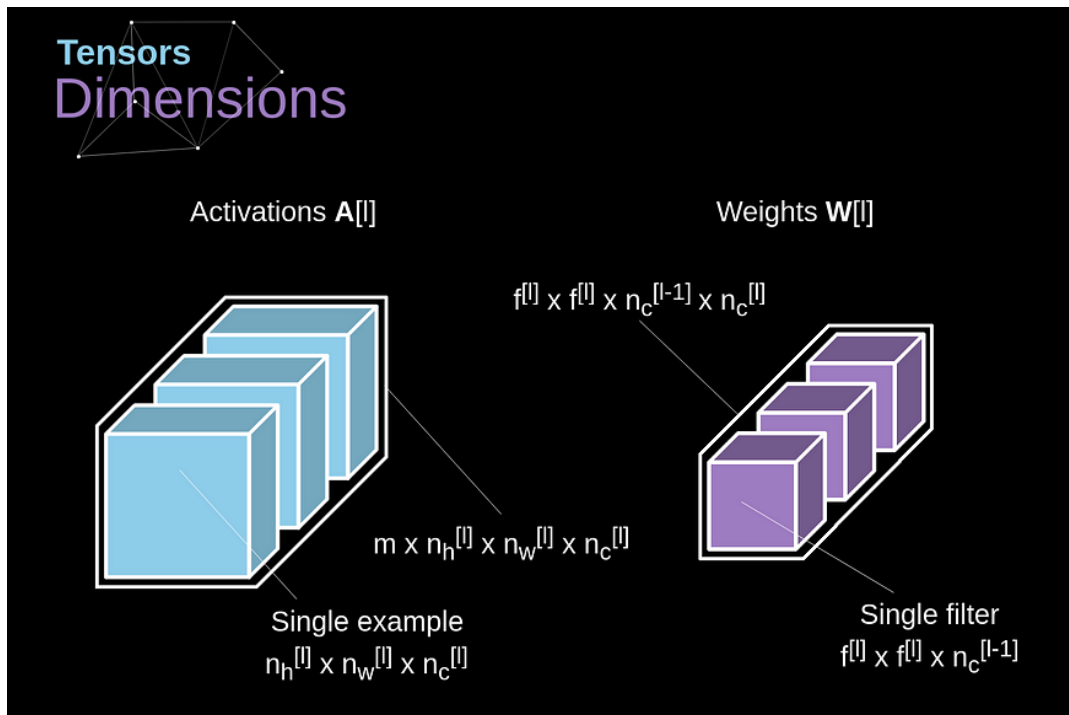 Tensors
Dimensions
Activations A[l]
Weights W[l]
f[l] x f[l] x nc[l-1] x nc[l]
m x nh[l] x nw[l] x nc[l]
Single example
nh[l] x nw[l] x nc[l]
Single filter
f[l] x f[l] x nc[l-1]